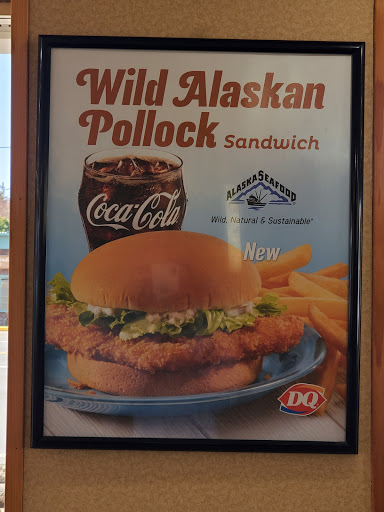 Wild Alaskan
Pollock Sandwich
Coca-Cola
ALASKA SEAFOOD
Wild, Natural & Sustainable®
New
DQ